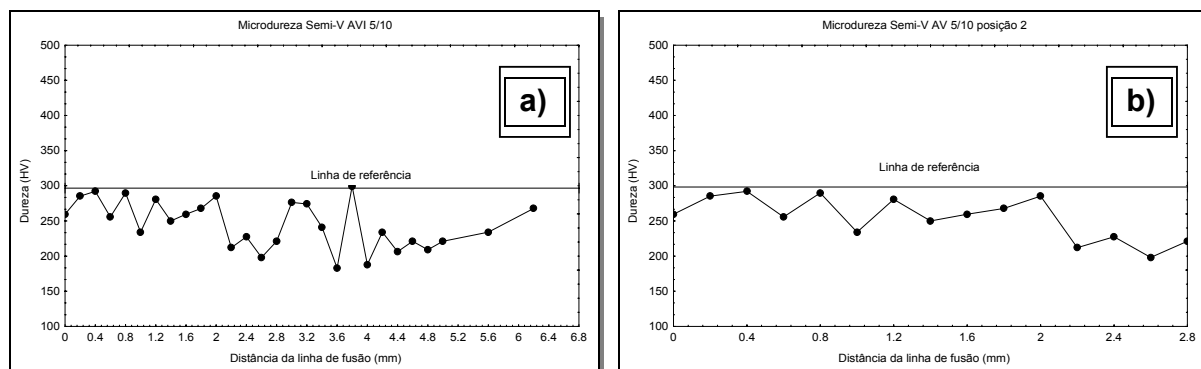 Microdureza Semi-V AVI 5/10
a)
Linha de referência
Dureza (HV)
500
450
400
350
300
250
200
150
100
0 0.4 0.8 1.2 1.6 2 2.4 2.8 3.2 3.6 4 4.4 4.8 5.2 5.6 6 6.4 6.8
Distância da linha de fusão (mm)
Microdureza Semi-V AV 5/10 posição 2
b)
Linha de referência
Dureza (HV)
500
450
400
350
300
250
200
150
100
0 0.4 0.8 1.2 1.6 2 2.4 2.8
Distância da linha de fusão (mm)